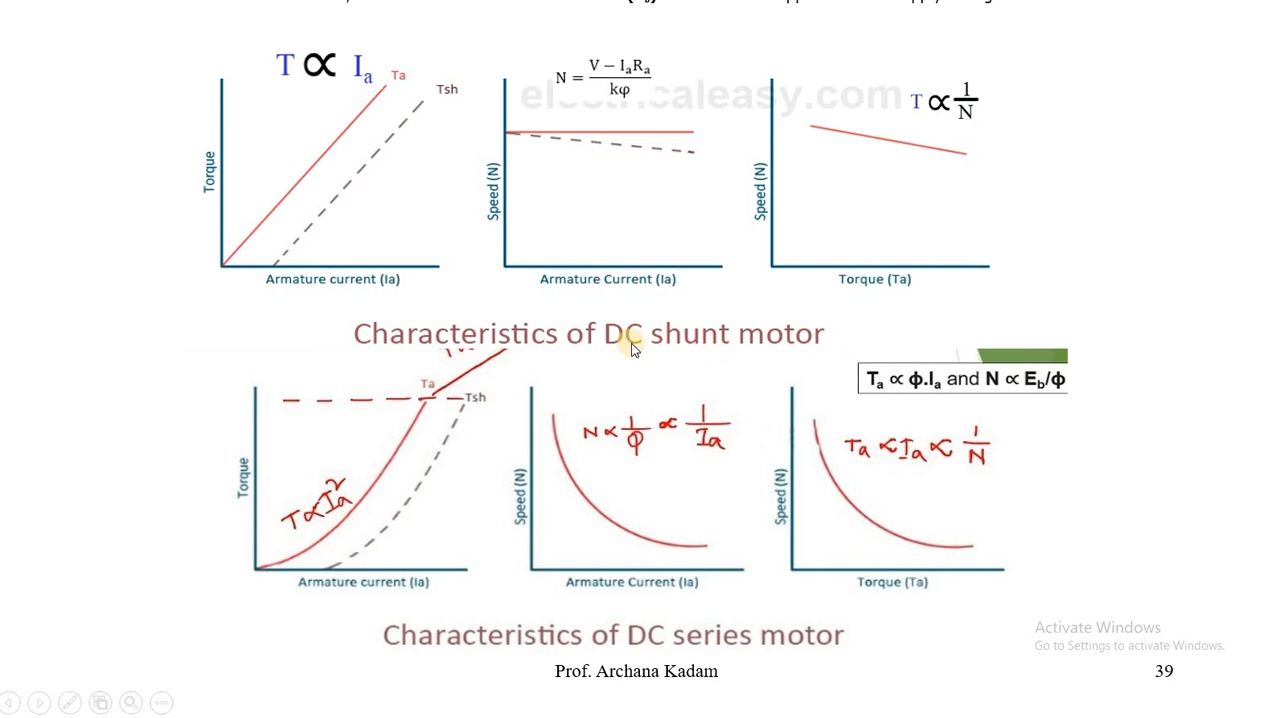 T ∝ Ia
Ta
Tsh
Torque
Armature current (Ia)
N = (V − IaRa)/kφ
electricaleasy.com
Speed (N)
Armature Current (Ia)
T ∝ 1/N
Speed (N)
Torque (Ta)
Characteristics of DC shunt motor
Ta ∝ ϕ.Ia and N ∝ Eb/ϕ
Ta
Tsh
T ∝ Ia²
Torque
Armature current (Ia)
N ∝ 1/φ ∝ 1/Ia
Speed (N)
Armature Current (Ia)
Ta ∝ Ia ∝ 1/N
Speed (N)
Torque (Ta)
Characteristics of DC series motor
Activate Windows
Go to Settings to activate Windows.
Prof. Archana Kadam
39